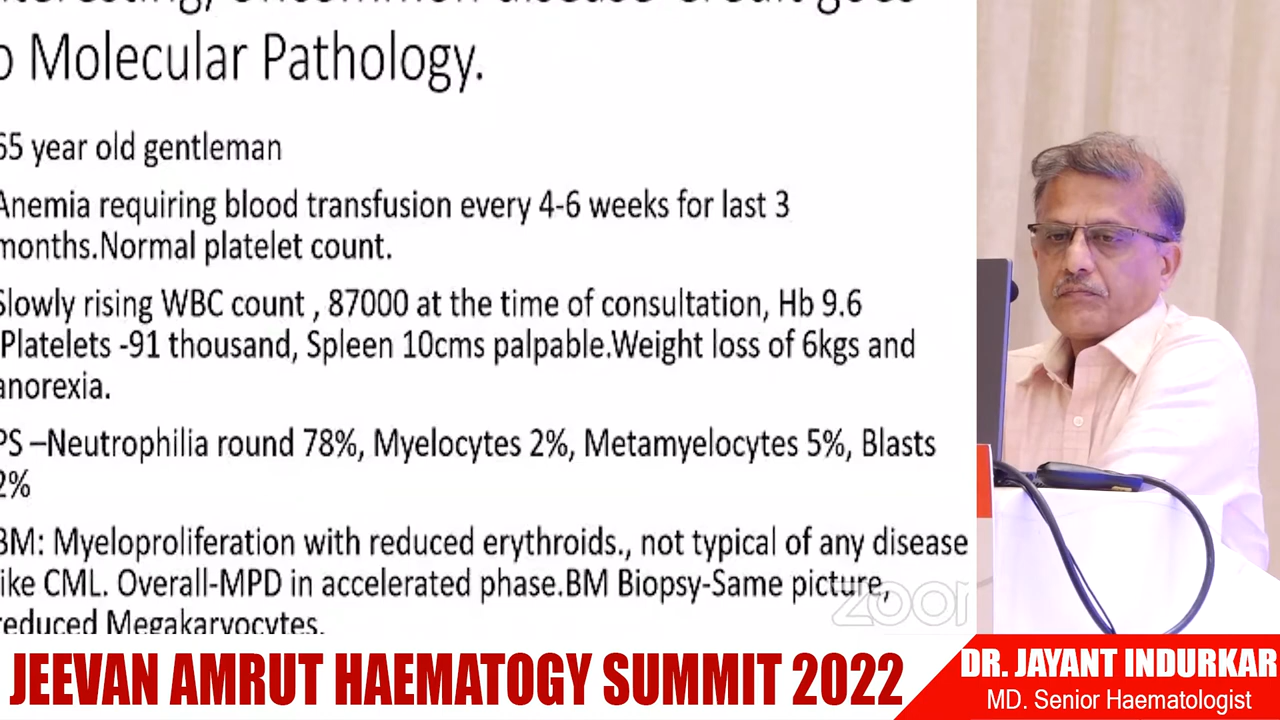 Molecular Pathology.
65 year old gentleman
Anemia requiring blood transfusion every 4-6 weeks for last 3
months.Normal platelet count.
Slowly rising WBC count , 87000 at the time of consultation, Hb 9.6
Platelets -91 thousand, Spleen 10cms palpable.Weight loss of 6kgs and
anorexia.
PS –Neutrophilia round 78%, Myelocytes 2%, Metamyelocytes 5%, Blasts
2%
BM: Myeloproliferation with reduced erythroids., not typical of any disease
like CML. Overall-MPD in accelerated phase.BM Biopsy-Same picture,
reduced Megakaryocytes.
zoom
JEEVAN AMRUT HAEMATOGY SUMMIT 2022
DR. JAYANT INDURKAR
MD. Senior Haematologist